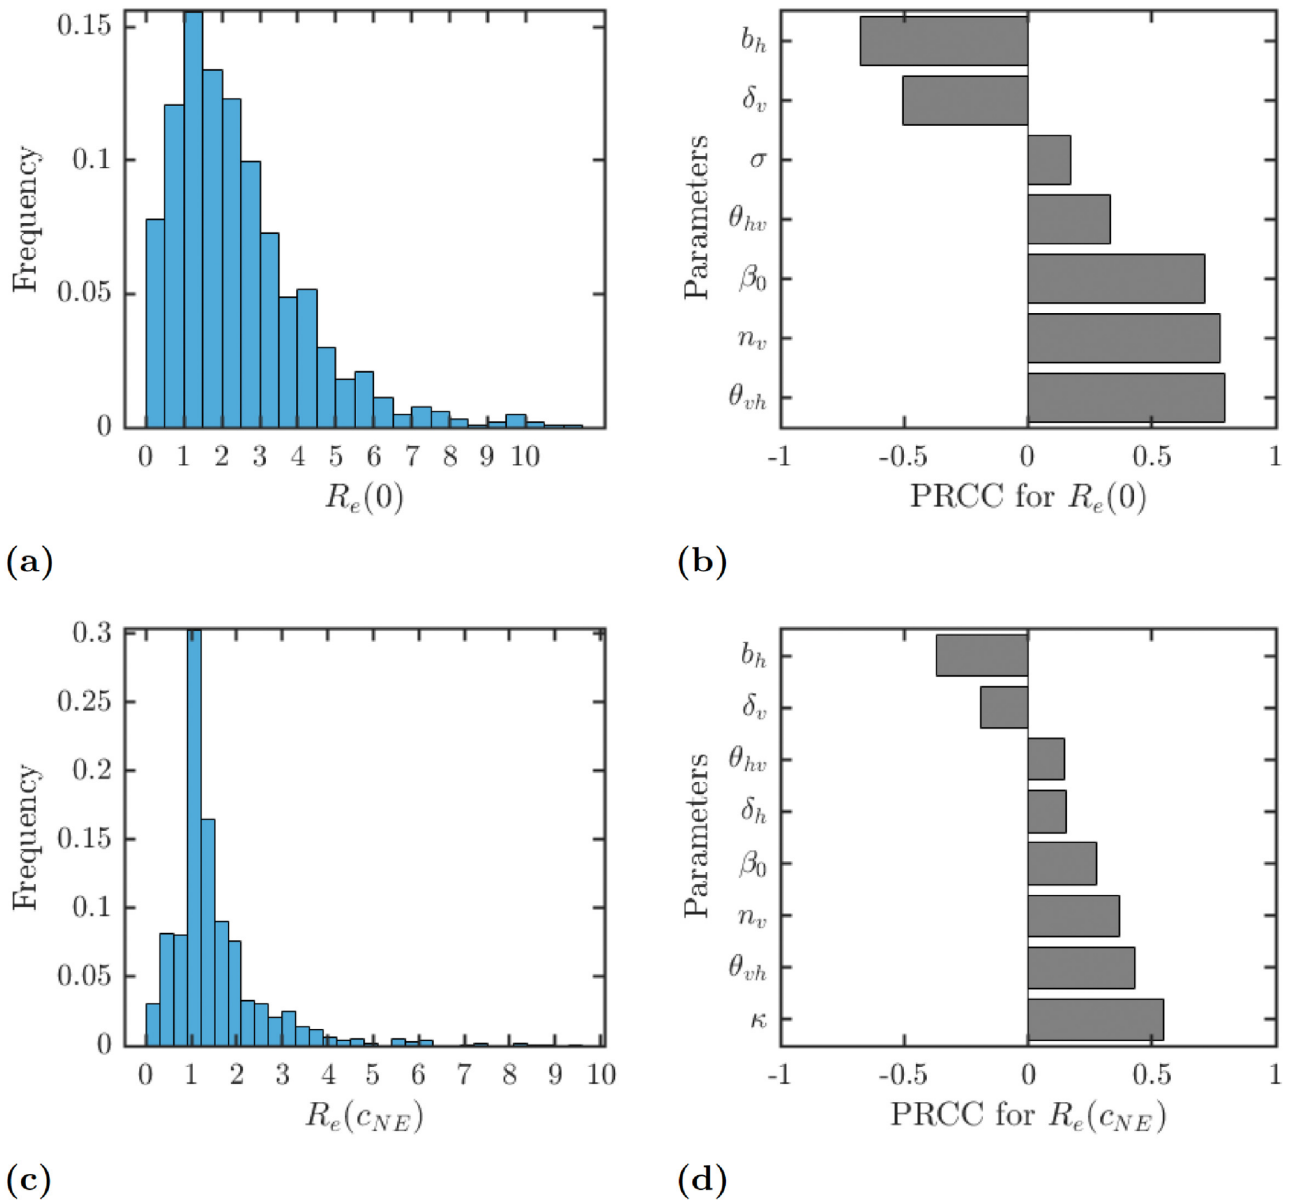 0.15
0.1
0.05
0
Frequency
0 1 2 3 4 5 6 7 8 9 10
Rₑ(0)
(a)
b_h
δ_v
σ
θ_hv
β_0
n_v
θ_vh
Parameters
-1 -0.5 0 0.5 1
PRCC for Rₑ(0)
(b)
0.3
0.25
0.2
0.15
0.1
0.05
0
Frequency
0 1 2 3 4 5 6 7 8 9 10
Rₑ(c_NE)
(c)
b_h
δ_v
θ_hv
δ_h
β_0
n_v
θ_vh
κ
Parameters
-1 -0.5 0 0.5 1
PRCC for Rₑ(c_NE)
(d)